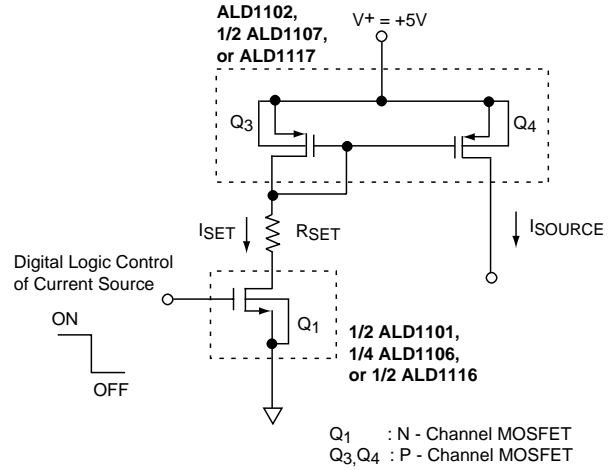 ALD1102,
1/2 ALD1107,
or ALD1117
V+ = +5V
Q3
Q4
ISET
RSET
ISOURCE
Digital Logic Control
of Current Source
ON
OFF
Q1
1/2 ALD1101,
1/4 ALD1106,
or 1/2 ALD1116
Q1 : N - Channel MOSFET
Q3,Q4 : P - Channel MOSFET